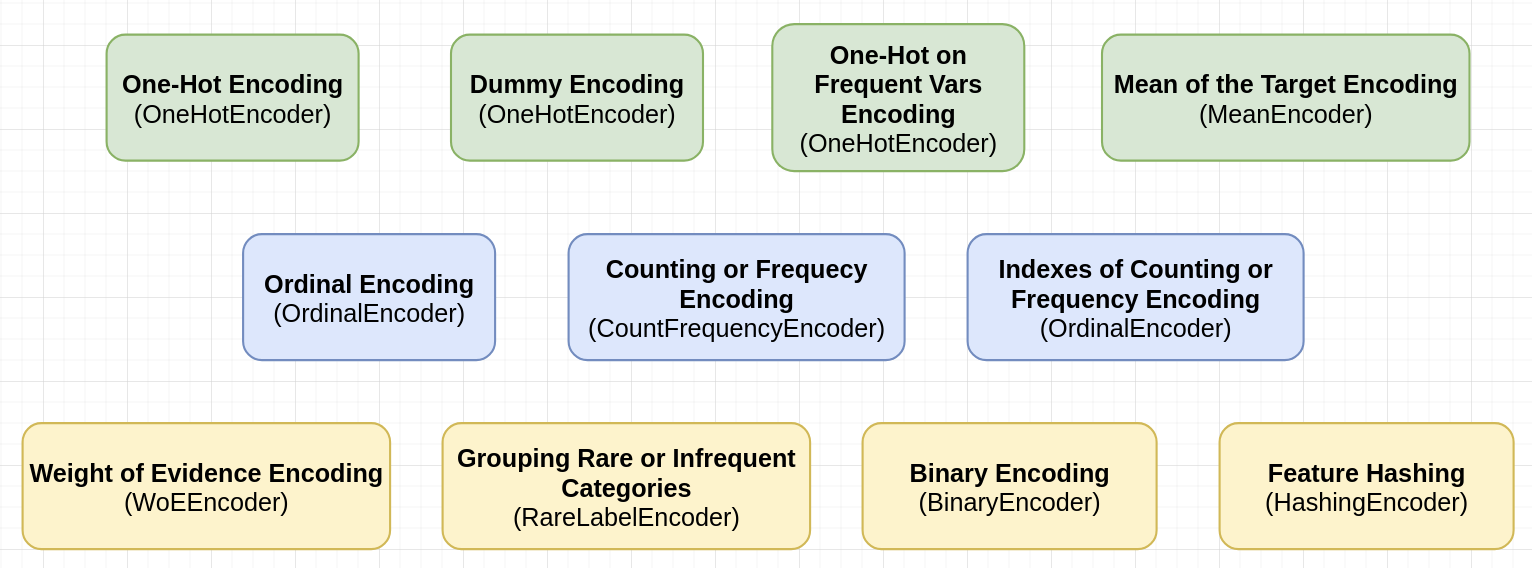 One-Hot Encoding
(OneHotEncoder)
Dummy Encoding
(OneHotEncoder)
One-Hot on
Frequent Vars
Encoding
(OneHotEncoder)
Mean of the Target Encoding
(MeanEncoder)
Ordinal Encoding
(OrdinalEncoder)
Counting or Frequecy
Encoding
(CountFrequencyEncoder)
Indexes of Counting or
Frequency Encoding
(OrdinalEncoder)
Weight of Evidence Encoding
(WoEEncoder)
Grouping Rare or Infrequent
Categories
(RareLabelEncoder)
Binary Encoding
(BinaryEncoder)
Feature Hashing
(HashingEncoder)